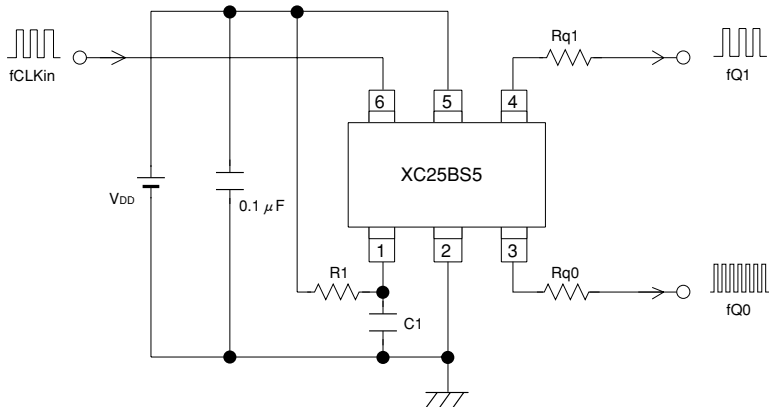 Rq1
fCLKin
fQ1
6
5
4
XC25BS5
VDD
0.1 μF
1
2
3
R1
Rq0
C1
fQ0